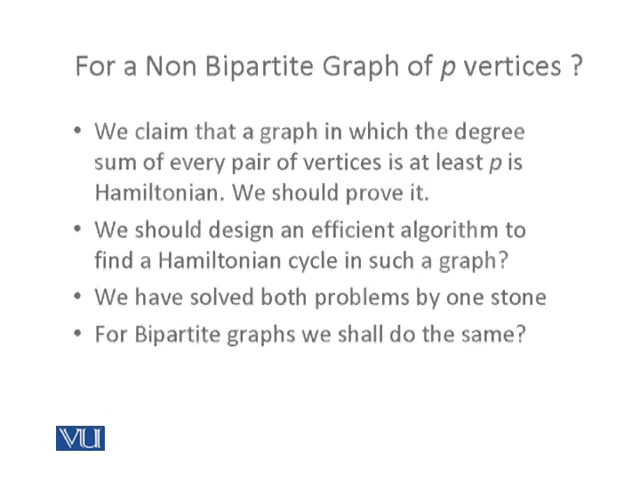 For a Non Bipartite Graph of p vertices ?
• We claim that a graph in which the degree
sum of every pair of vertices is at least p is
Hamiltonian. We should prove it.
• We should design an efficient algorithm to
find a Hamiltonian cycle in such a graph?
• We have solved both problems by one stone
• For Bipartite graphs we shall do the same?
VU